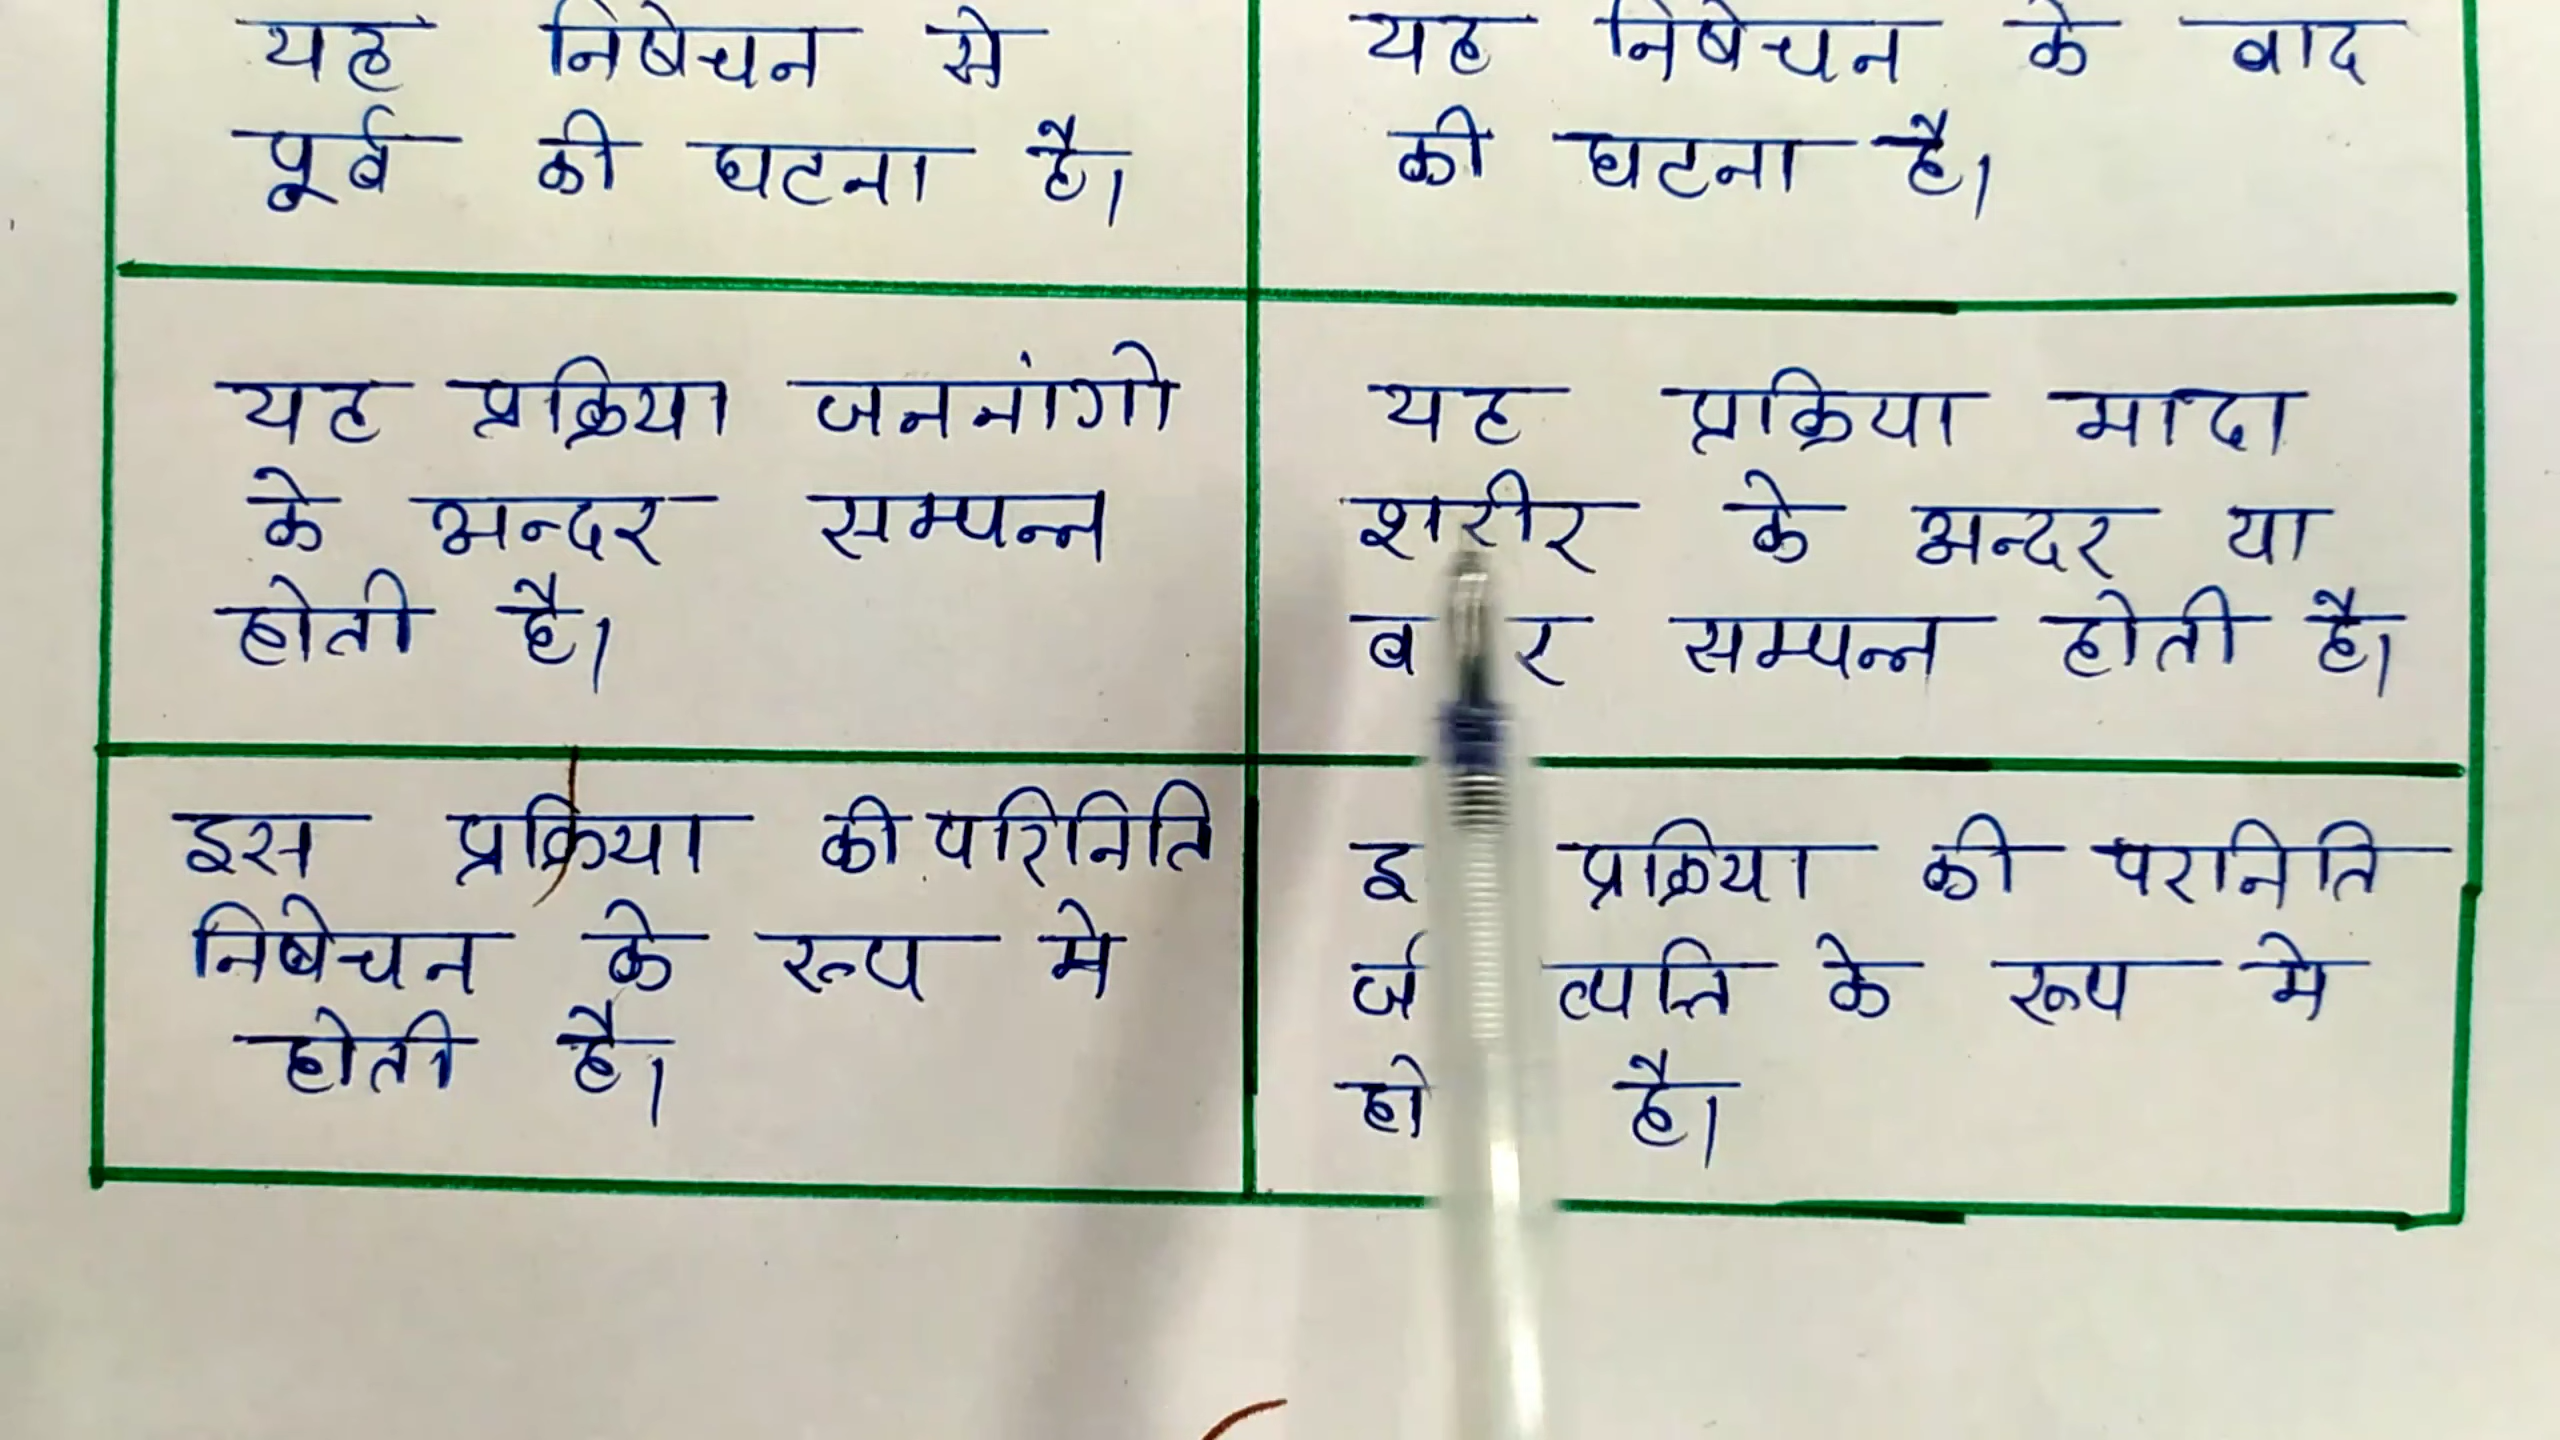 यह निषेचन से
पूर्व की घटना है।
यह निषेचन के बाद
की घटना है।
यह प्रक्रिया जननांगो
के अन्दर सम्पन्न
होती है।
यह प्रक्रिया मादा
शरीर के अन्दर या
सम्पन्न होती है।
इस प्रक्रिया की परिनिति
निषेचन के रूप मे
होती है।
प्रक्रिया की परनिति
के रूप मे
है।